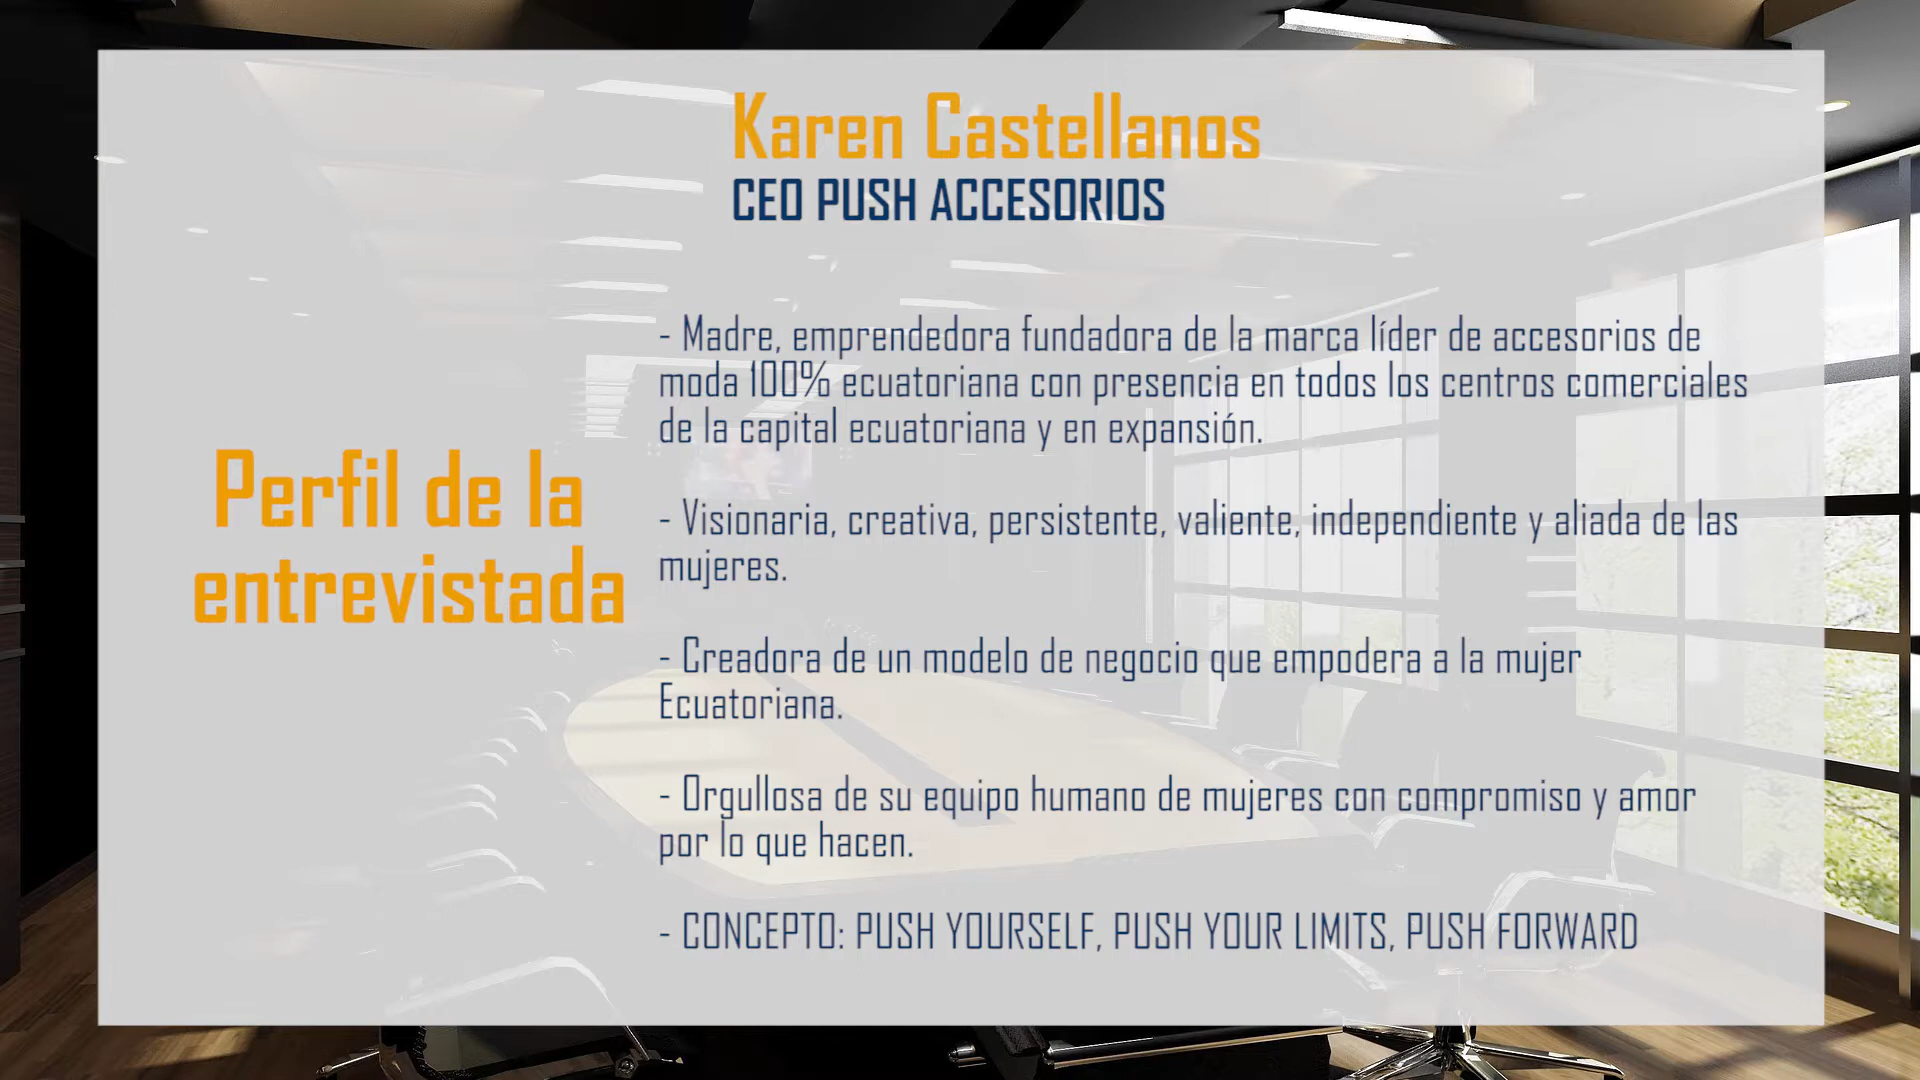 Karen Castellanos
CEO PUSH ACCESORIOS
Perfil de la
entrevistada
- Madre, emprendedora fundadora de la marca líder de accesorios de
moda 100% ecuatoriana con presencia en todos los centros comerciales
de la capital ecuatoriana y en expansión.
- Visionaria, creativa, persistente, valiente, independiente y aliada de las
mujeres.
- Creadora de un modelo de negocio que empodera a la mujer
Ecuatoriana.
- Orgullosa de su equipo humano de mujeres con compromiso y amor
por lo que hacen.
- CONCEPTO: PUSH YOURSELF, PUSH YOUR LIMITS, PUSH FORWARD